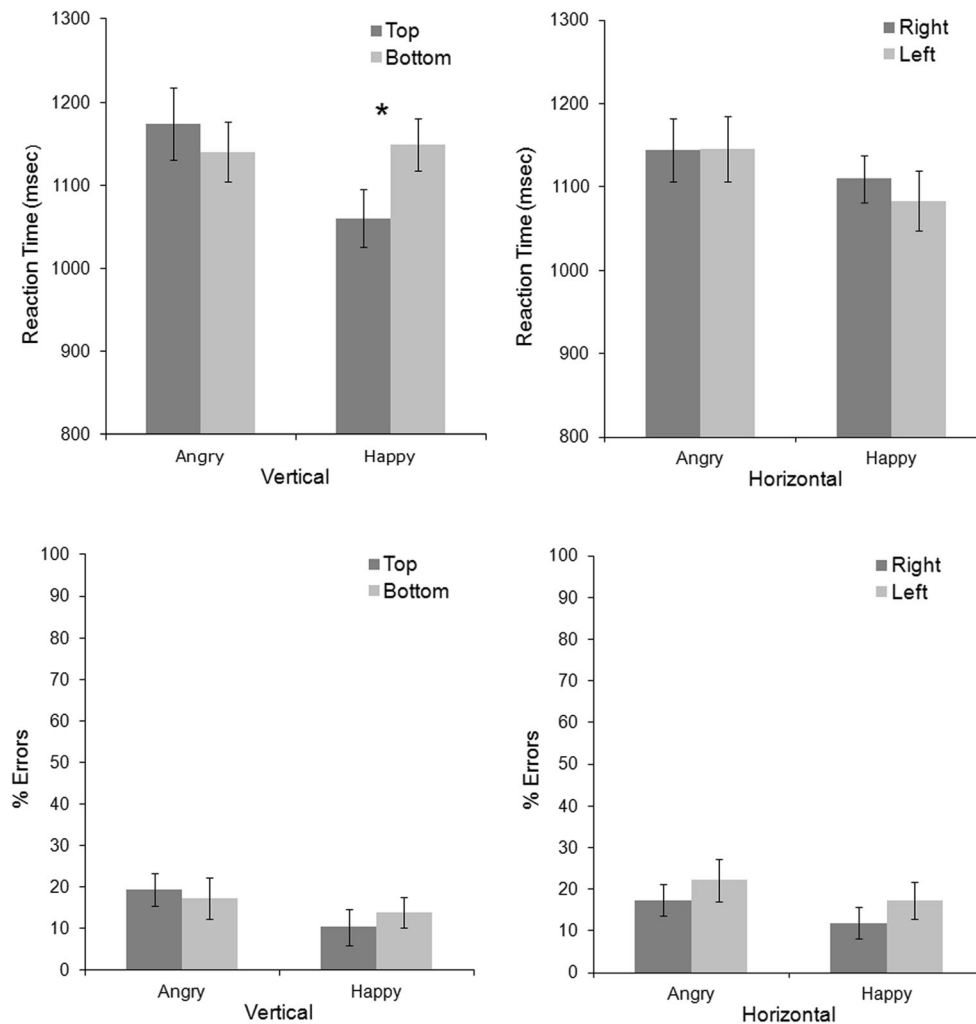 1300
1200
1100
1000
900
800
Reaction Time (msec)
Top
Bottom
*
Angry
Happy
Vertical
1300
1200
1100
1000
900
800
Reaction Time (msec)
Right
Left
Angry
Happy
Horizontal
100
90
80
70
60
50
40
30
20
10
0
% Errors
Top
Bottom
Angry
Happy
Vertical
100
90
80
70
60
50
40
30
20
10
0
% Errors
Right
Left
Angry
Happy
Horizontal